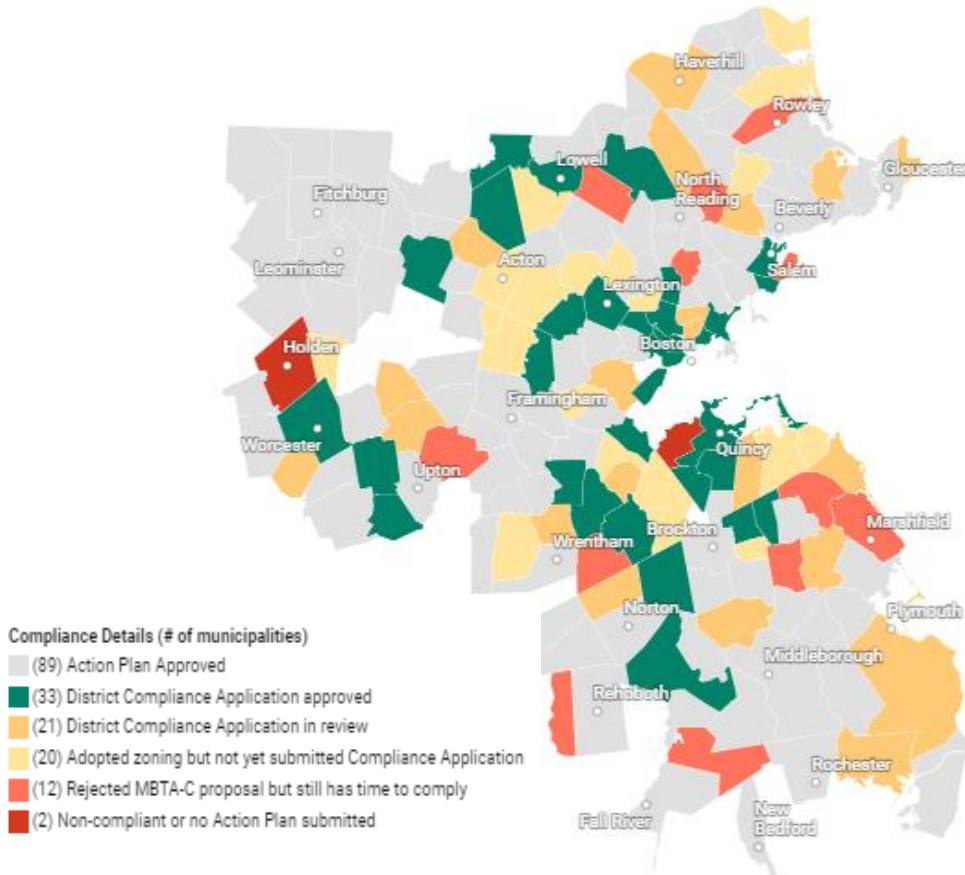 Haverhill
Rowley
Lowell
Gloucester
North
Reading
Fitchburg
Beverly
Leominster
Acton
Salem
Lexington
Holden
Boston
Framingham
Worcester
Quincy
Upton
Marshfield
Brockton
Wrentham
Norton
Plymouth
Middleborough
Rehoboth
Rochester
Fall River
New
Bedford
Compliance Details (# of municipalities)
(89) Action Plan Approved
(33) District Compliance Application approved
(21) District Compliance Application in review
(20) Adopted zoning but not yet submitted Compliance Application
(12) Rejected MBTA-C proposal but still has time to comply
(2) Non-compliant or no Action Plan submitted